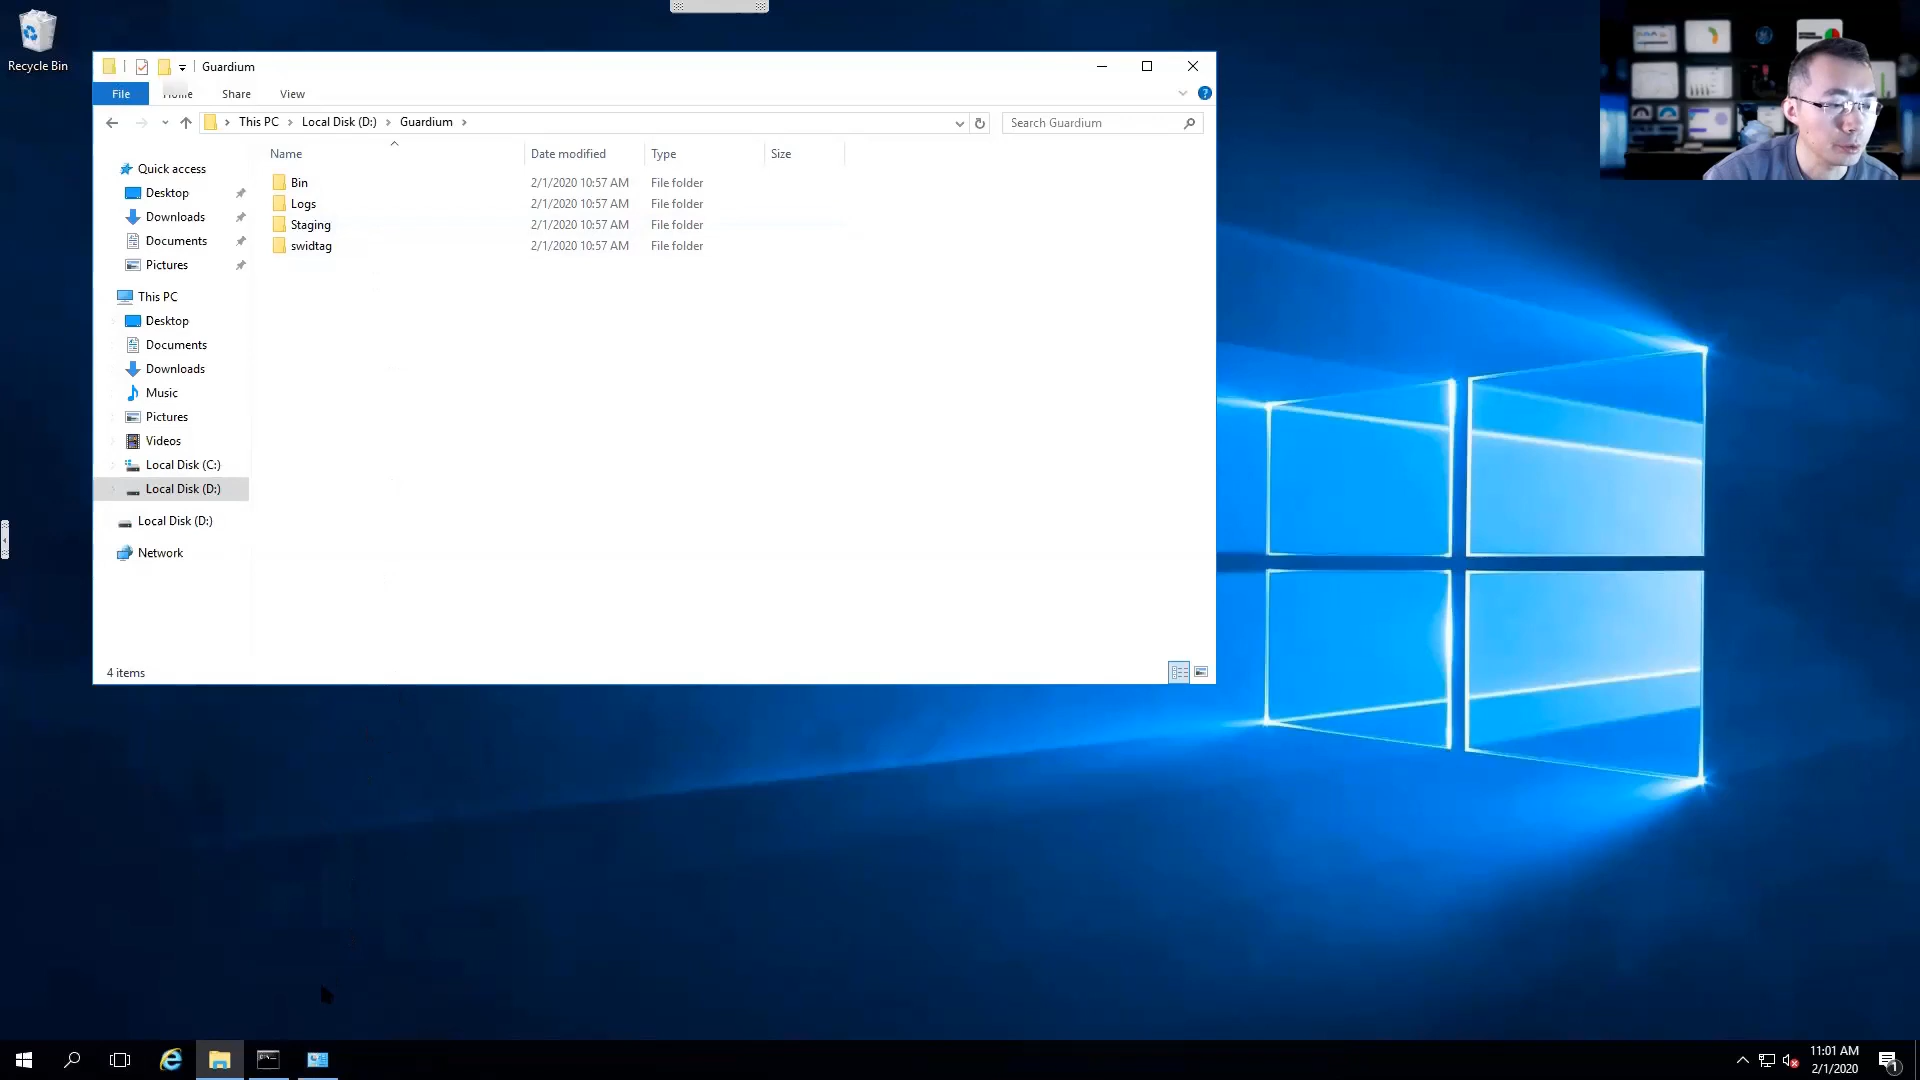 Recycle Bin
Guardium
File
Home
Share
View
This PC
Local Disk (D:)
Guardium
Search Guardium
Name
Date modified
Type
Size
Bin
2/1/2020 10:57 AM
File folder
Logs
2/1/2020 10:57 AM
File folder
Staging
2/1/2020 10:57 AM
File folder
swidtag
2/1/2020 10:57 AM
File folder
Quick access
Desktop
Downloads
Documents
Pictures
This PC
Desktop
Documents
Downloads
Music
Pictures
Videos
Local Disk (C:)
Local Disk (D:)
Local Disk (D:)
Network
4 items
11:01 AM
2/1/2020
1